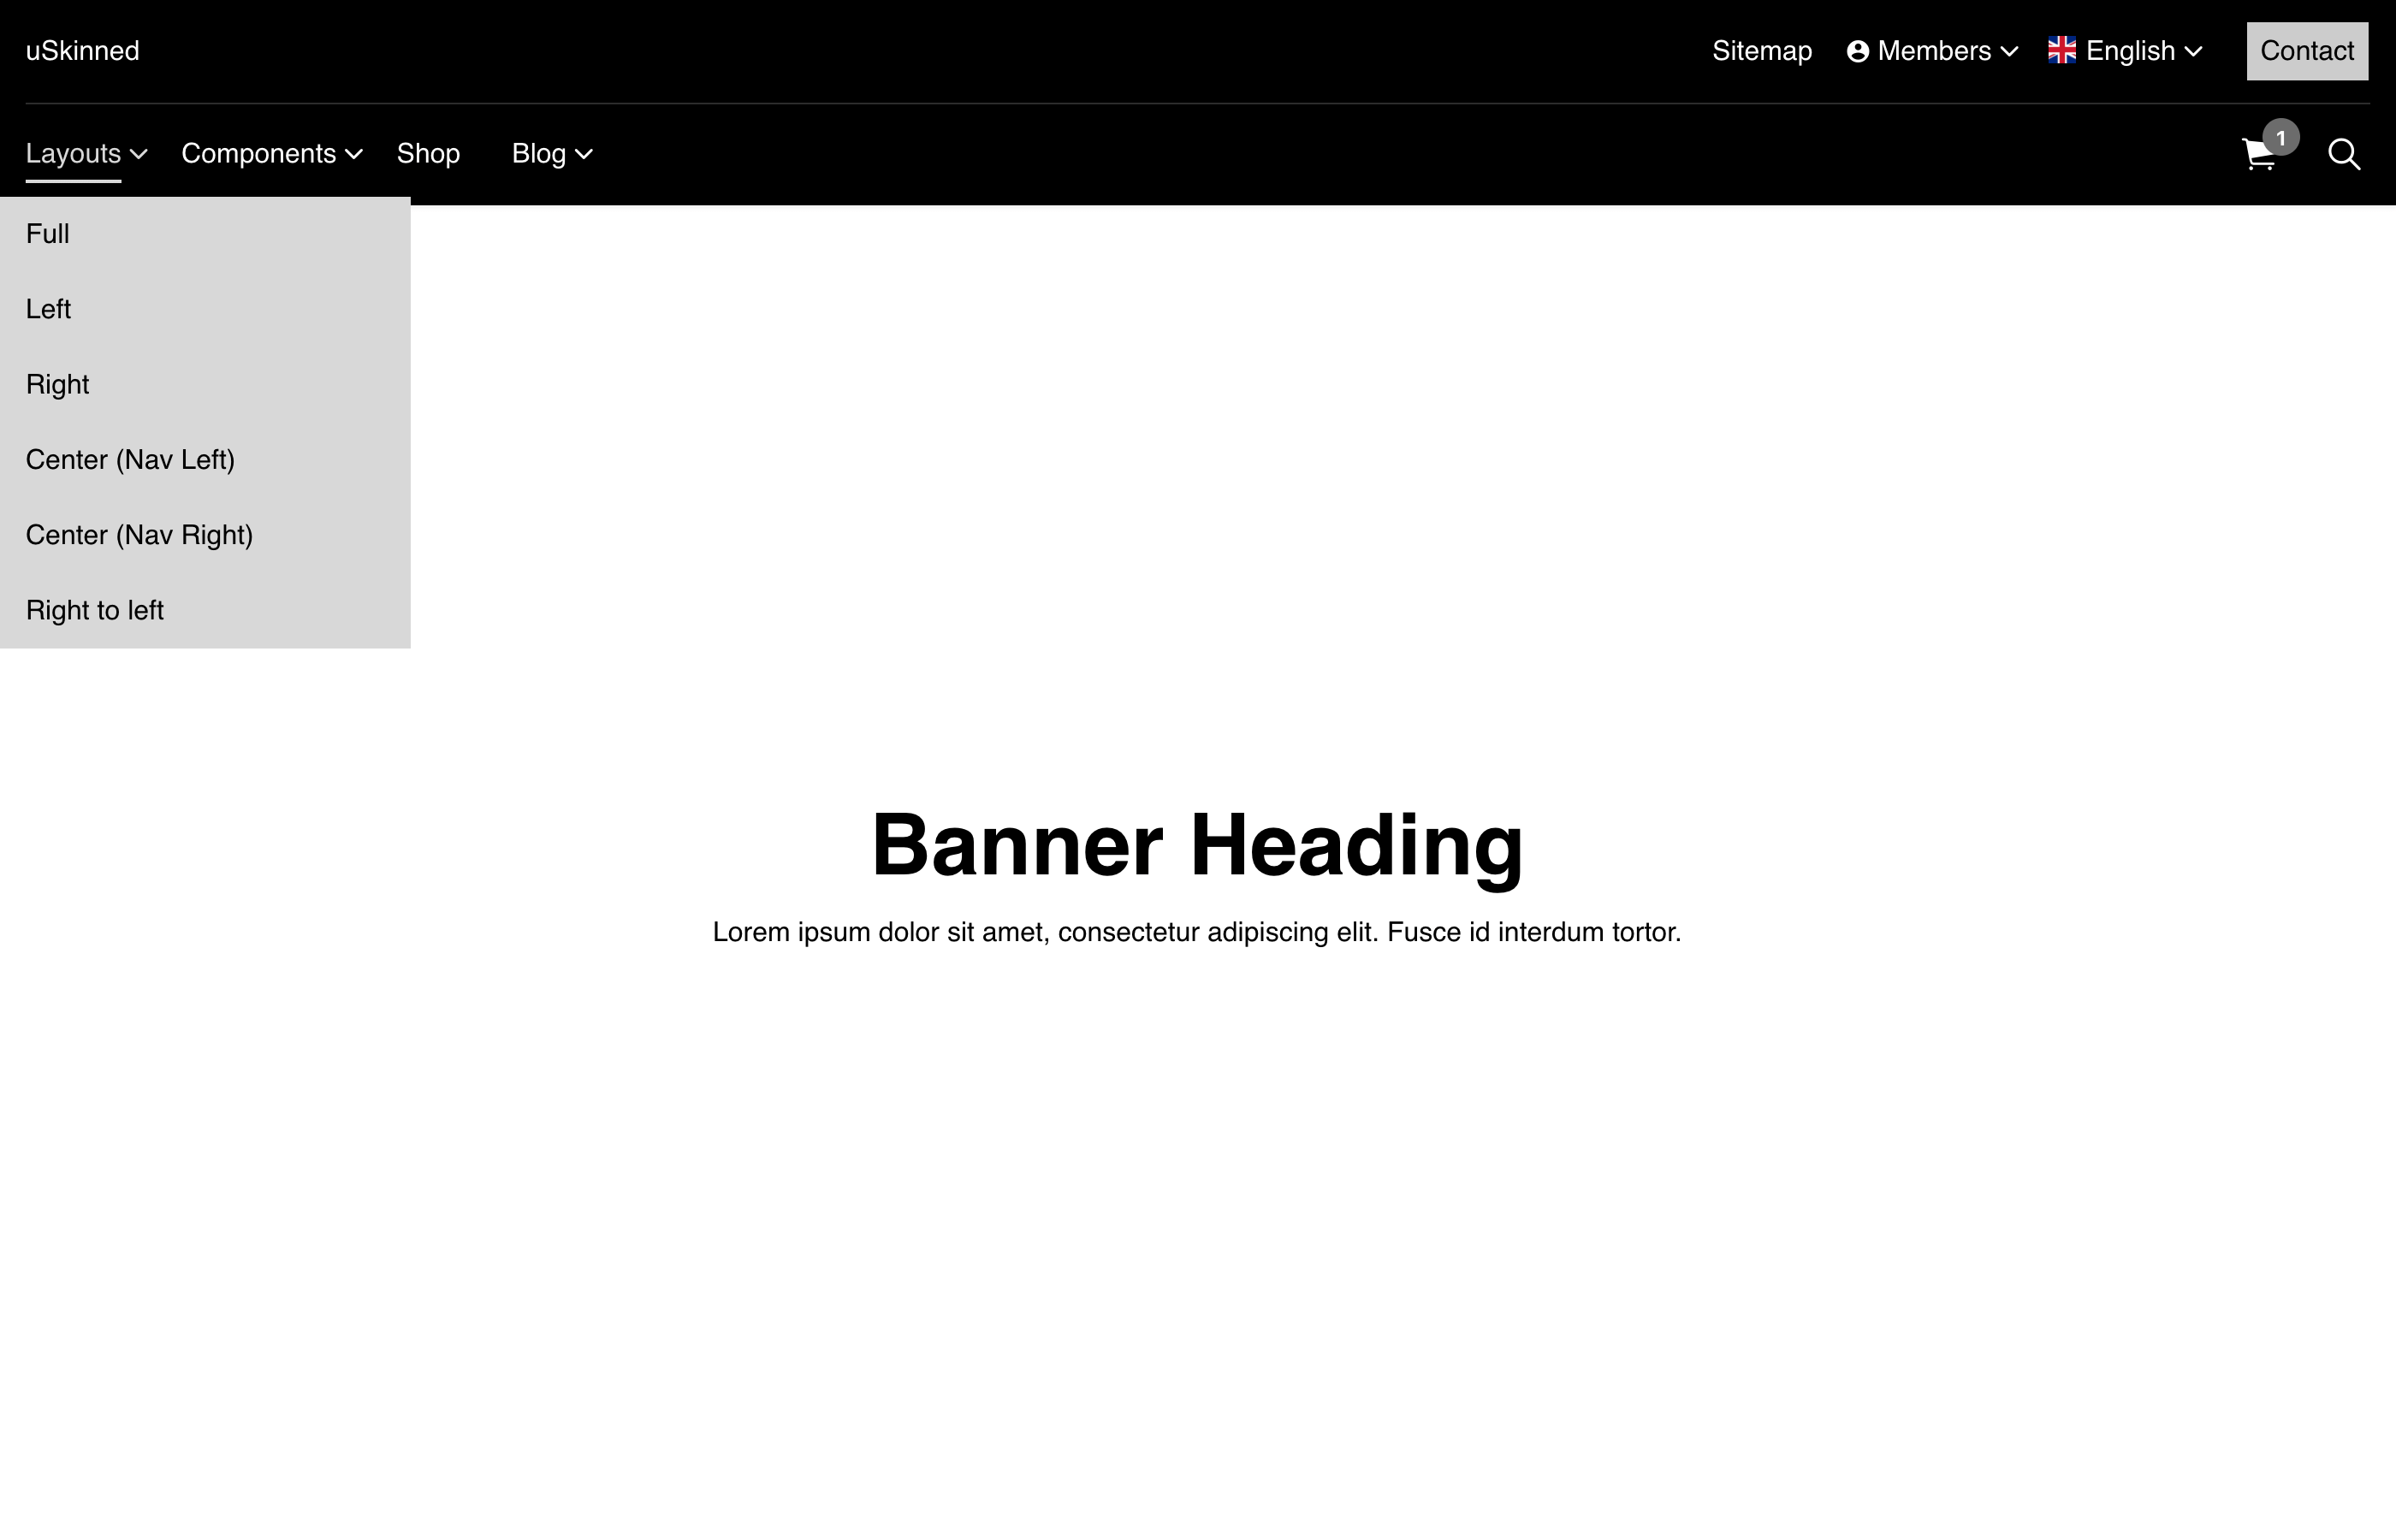 uSkinned
Sitemap Members English Contact
Layouts Components Shop Blog 1
Full
Left
Right
Center (Nav Left)
Center (Nav Right)
Right to left
Banner Heading
Lorem ipsum dolor sit amet, consectetur adipiscing elit. Fusce id interdum tortor.